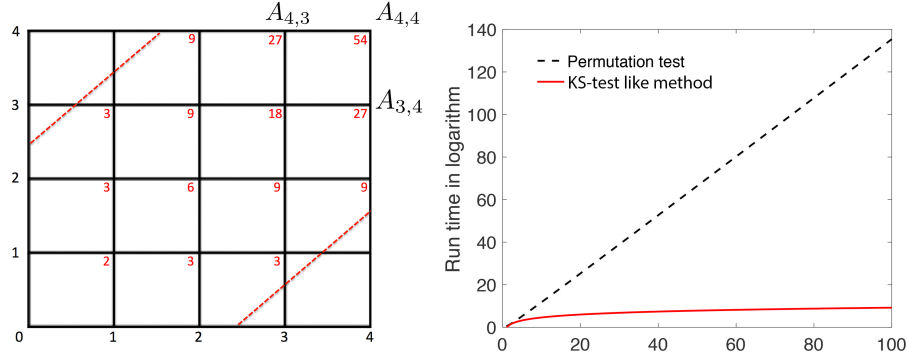 A4,3 A4,4
4 9 27 54
3 3 9 18 27 A3,4
2 3 6 9 9
1 2 3 3
0 1 2 3 4
Run time in logarithm
140
120
100
80
60
40
20
0
Permutation test
KS-test like method
0 20 40 60 80 100